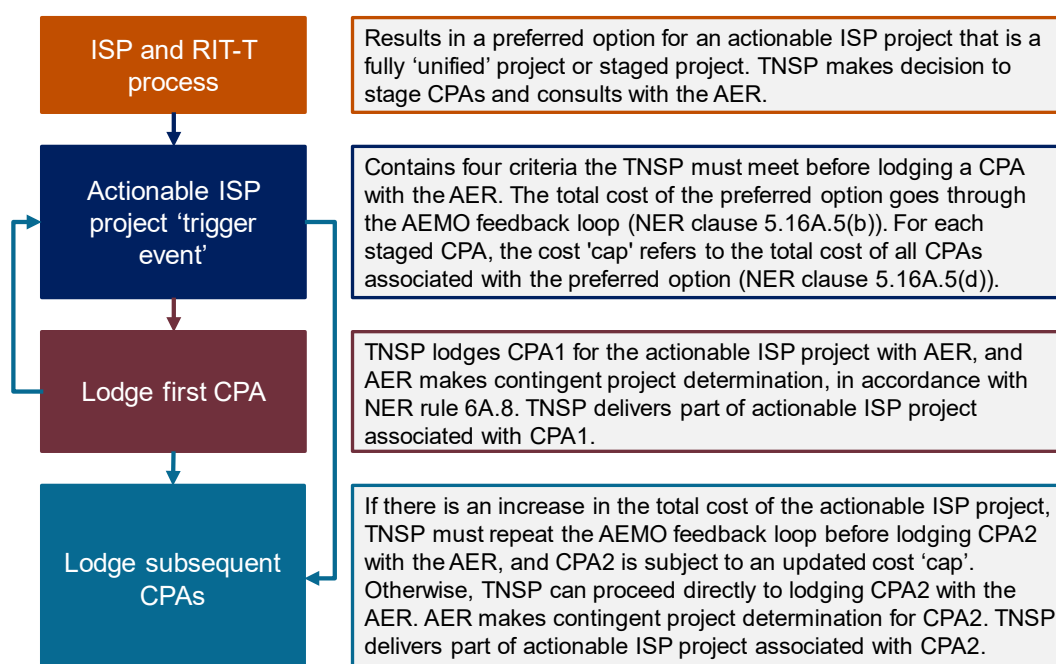 ISP and RIT-T
process
Results in a preferred option for an actionable ISP project that is a
fully ‘unified’ project or staged project. TNSP makes decision to
stage CPAs and consults with the AER.
Actionable ISP
project ‘trigger
event’
Contains four criteria the TNSP must meet before lodging a CPA
with the AER. The total cost of the preferred option goes through
the AEMO feedback loop (NER clause 5.16A.5(b)). For each
staged CPA, the cost 'cap' refers to the total cost of all CPAs
associated with the preferred option (NER clause 5.16A.5(d)).
Lodge first CPA
TNSP lodges CPA1 for the actionable ISP project with AER, and
AER makes contingent project determination, in accordance with
NER rule 6A.8. TNSP delivers part of actionable ISP project
associated with CPA1.
Lodge subsequent
CPAs
If there is an increase in the total cost of the actionable ISP project,
TNSP must repeat the AEMO feedback loop before lodging CPA2
with the AER, and CPA2 is subject to an updated cost ‘cap’.
Otherwise, TNSP can proceed directly to lodging CPA2 with the
AER. AER makes contingent project determination for CPA2. TNSP
delivers part of actionable ISP project associated with CPA2.